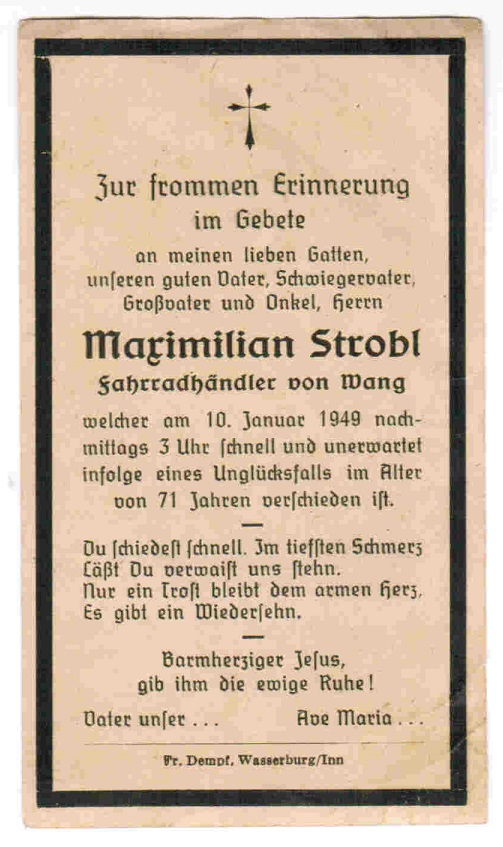 Zur frommen Erinnerung
im Gebete
an meinen lieben Gatten,
unseren guten Vater, Schwiegervater,
Großvater und Onkel, Herrn
Maximilian Strobl
Fahrradhändler von Wang
welcher am 10. Januar 1949 nach-
mittags 3 Uhr schnell und unerwartet
infolge eines Unglücksfalls im Alter
von 71 Jahren verschieden ist.
Du schiedest schnell. Im tiefsten Schmerz
Läßt Du verwaist uns stehn.
Nur ein Trost bleibt dem armen Herz,
Es gibt ein Wiedersehn.
Barmherziger Jesus,
gib ihm die ewige Ruhe!
Vater unser . . . Ave Maria . . .
Fr. Dempf, Wasserburg/Inn